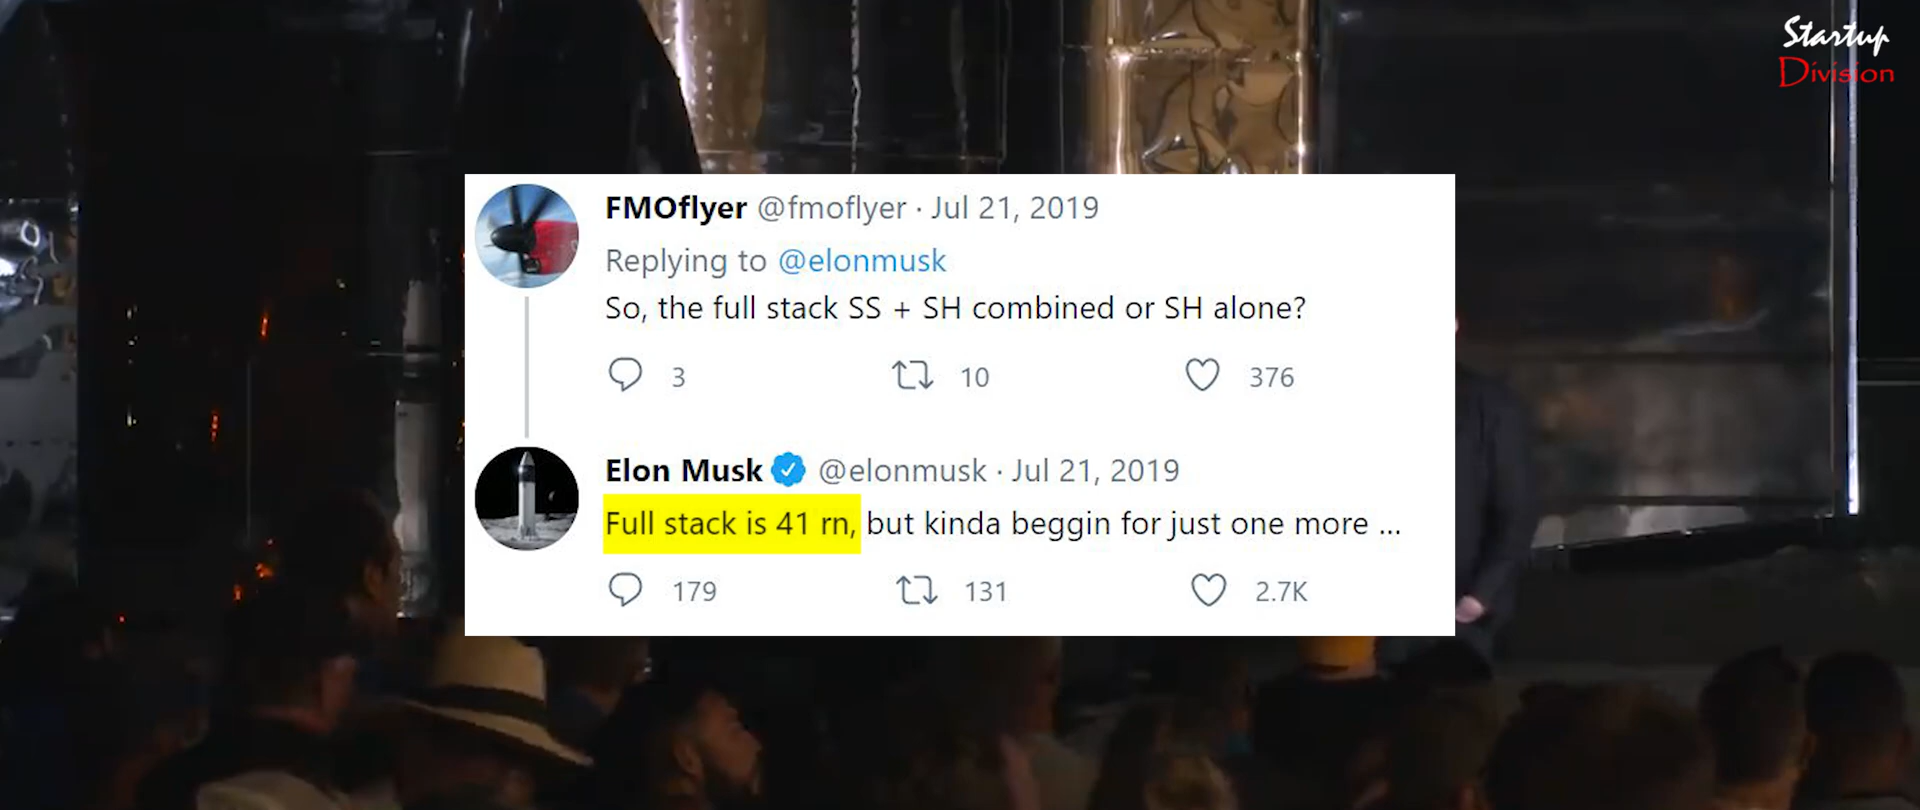 Startup
Division
FMOflyer @fmoflyer · Jul 21, 2019
Replying to @elonmusk
So, the full stack SS + SH combined or SH alone?
3 10 376
Elon Musk @elonmusk · Jul 21, 2019
Full stack is 41 rn, but kinda beggin for just one more ...
179 131 2.7K